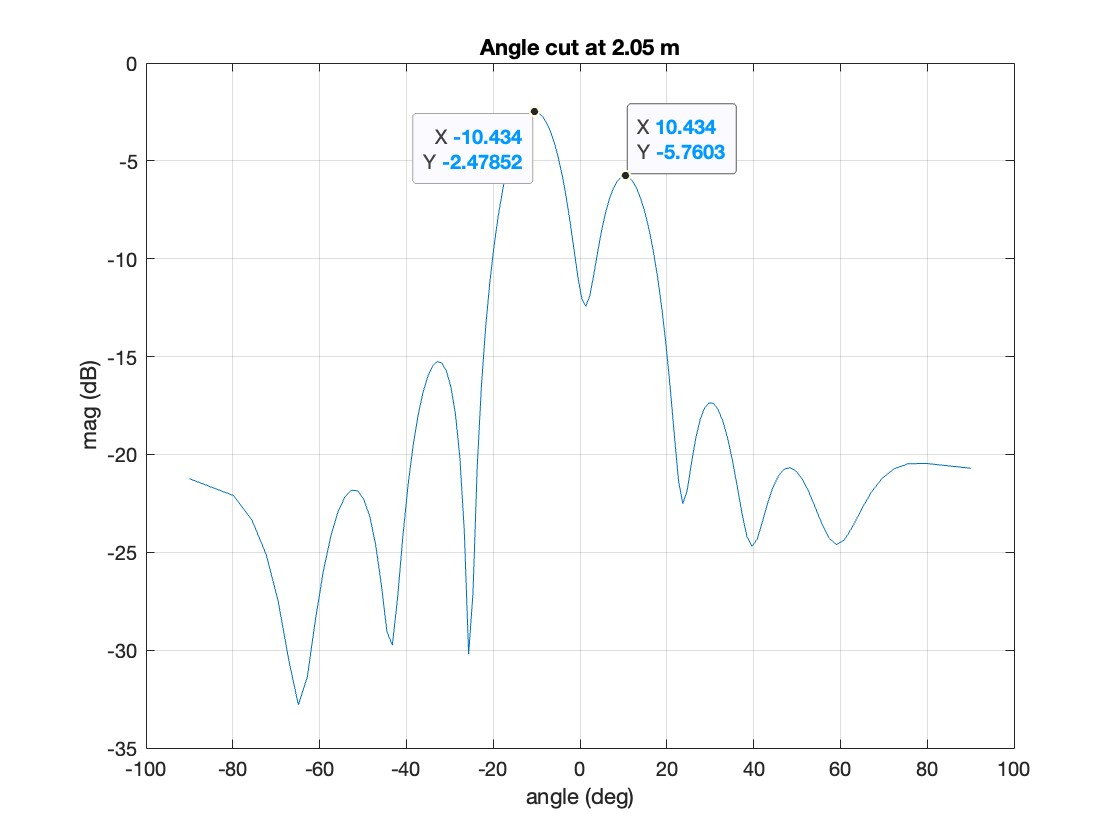 Angle cut at 2.05 m
0
-5
-10
-15
-20
-25
-30
-35
mag (dB)
X -10.434
Y -2.47852
X 10.434
Y -5.7603
-100 -80 -60 -40 -20 0 20 40 60 80 100
angle (deg)